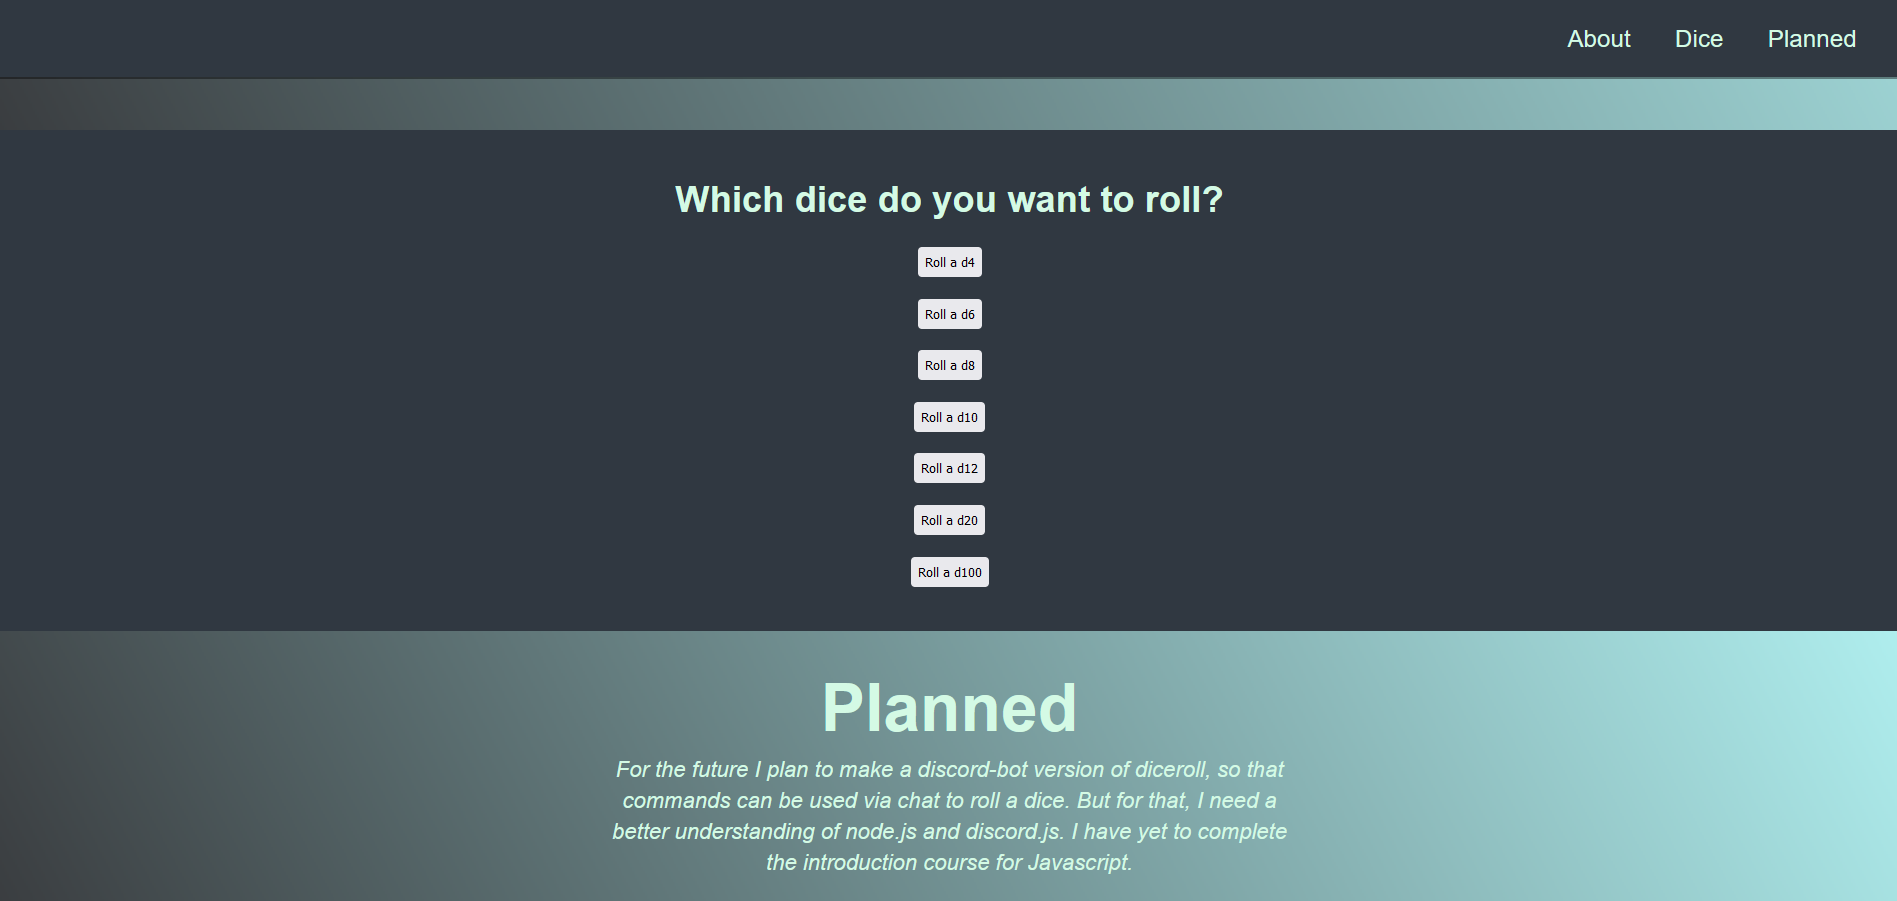 About Dice Planned
Which dice do you want to roll?
Roll a d4
Roll a d6
Roll a d8
Roll a d10
Roll a d12
Roll a d20
Roll a d100
Planned
For the future I plan to make a discord-bot version of diceroll, so that
commands can be used via chat to roll a dice. But for that, I need a
better understanding of node.js and discord.js. I have yet to complete
the introduction course for Javascript.